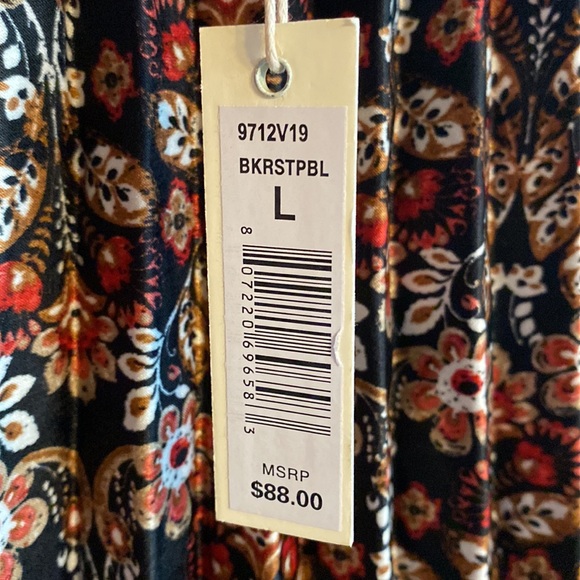 9712V19
BKRSTPBL
L
8 07220 69658 3
MSRP
$88.00